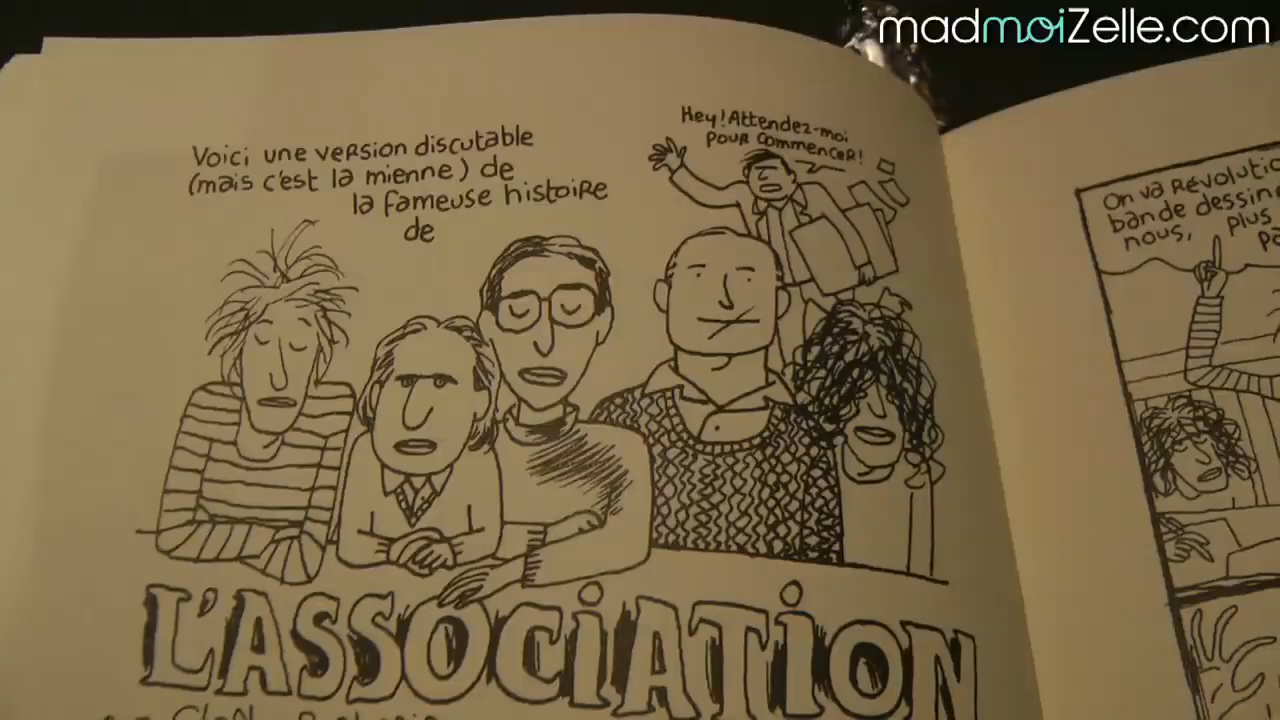 madmoiZelle.com
Voici une version discutable
(mais c'est la mienne) de
la fameuse histoire
de
Hey! Attendez-moi
pour commencer!
L'ASSOCIATION
On va Révolutio
bande dessin
nous, plus
pa